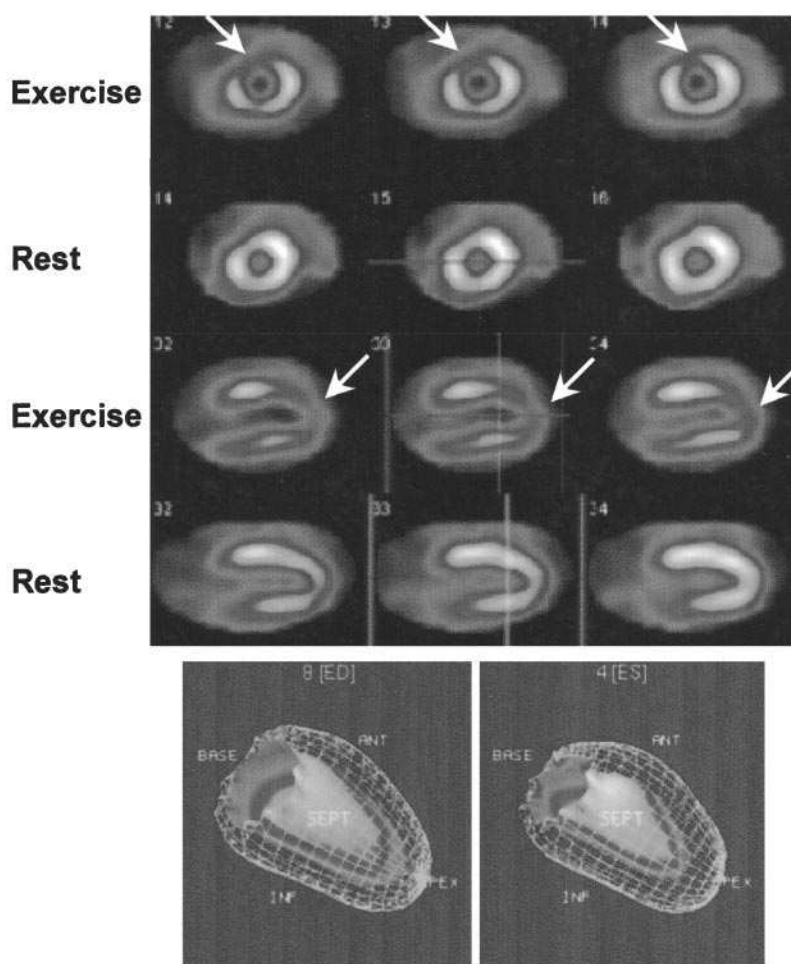 12 13 14
Exercise
14 15 16
Rest
32 33 34
Exercise
32 33 34
Rest
8 [ED] 4 [ES]
BASE ANT BASE ANT
SEPT SEPT
INF INF